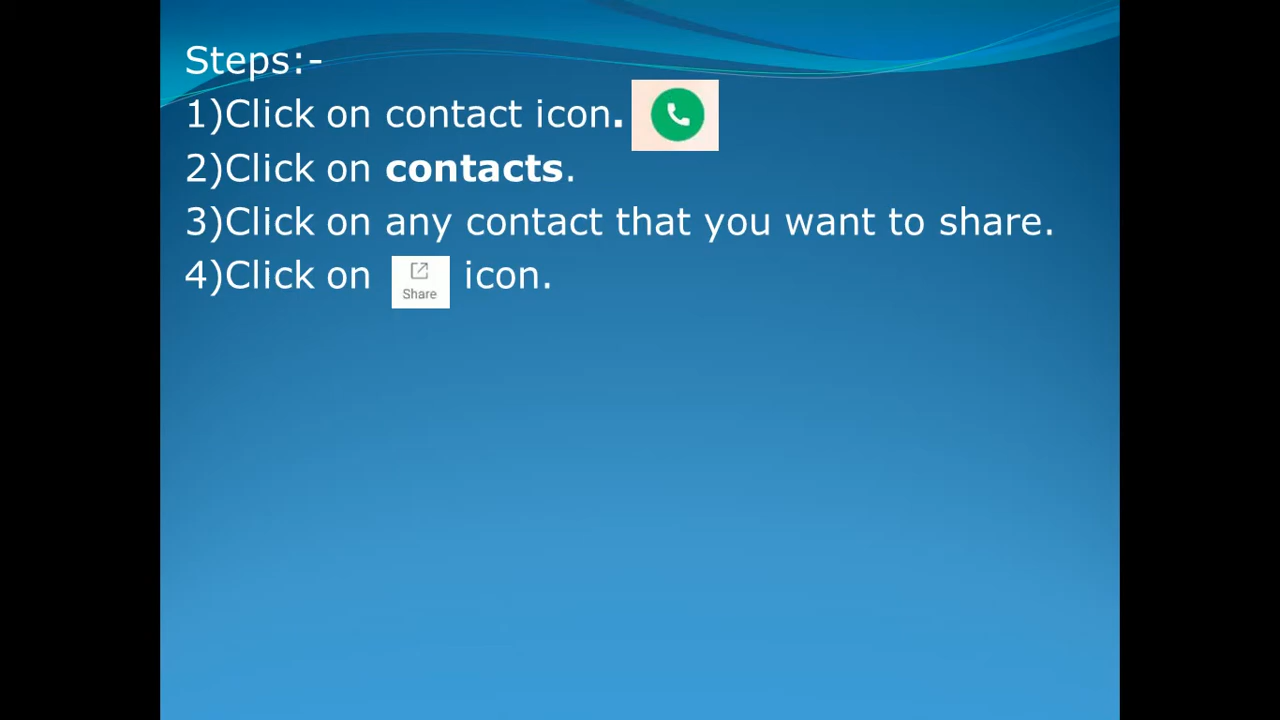 Steps:-
1)Click on contact icon.
2)Click on contacts.
3)Click on any contact that you want to share.
4)Click on Share icon.